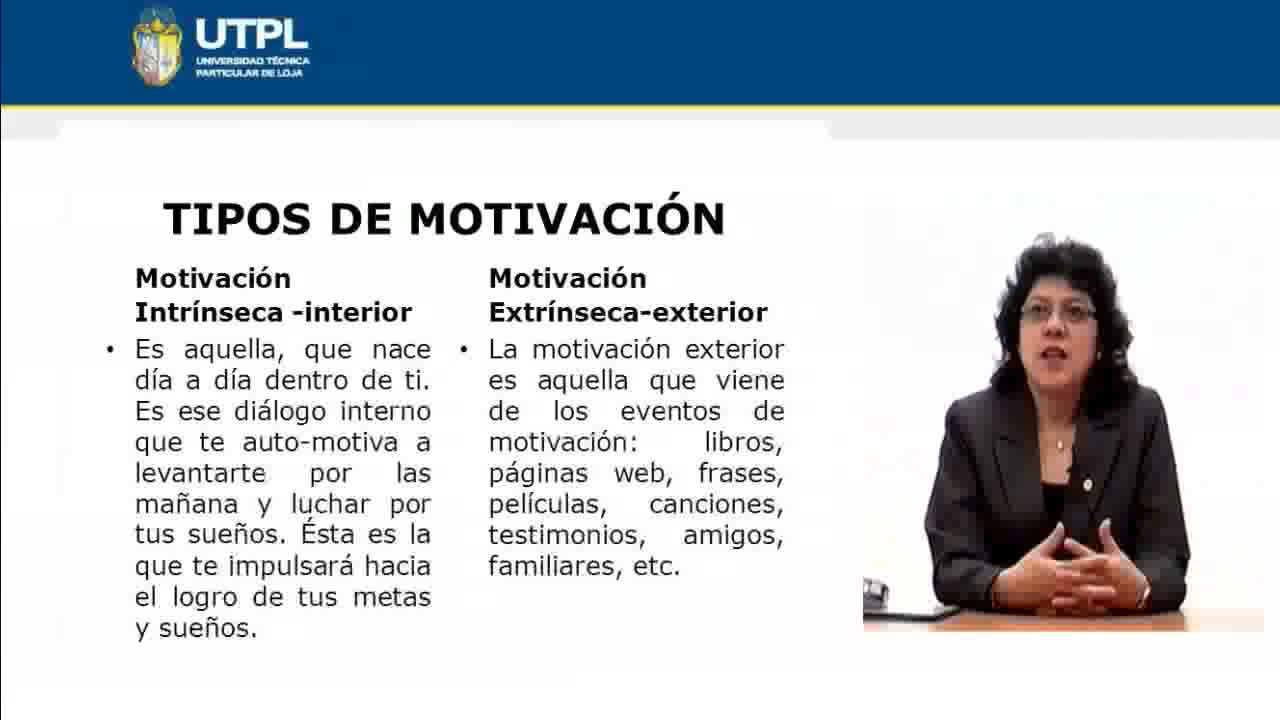 UTPL
UNIVERSIDAD TÉCNICA
PARTICULAR DE LOJA
TIPOS DE MOTIVACIÓN
Motivación
Intrínseca -interior
• Es aquella, que nace
día a día dentro de ti.
Es ese diálogo interno
que te auto-motiva a
levantarte por las
mañana y luchar por
tus sueños. Ésta es la
que te impulsará hacia
el logro de tus metas
y sueños.
Motivación
Extrínseca-exterior
• La motivación exterior
es aquella que viene
de los eventos de
motivación: libros,
páginas web, frases,
películas, canciones,
testimonios, amigos,
familiares, etc.